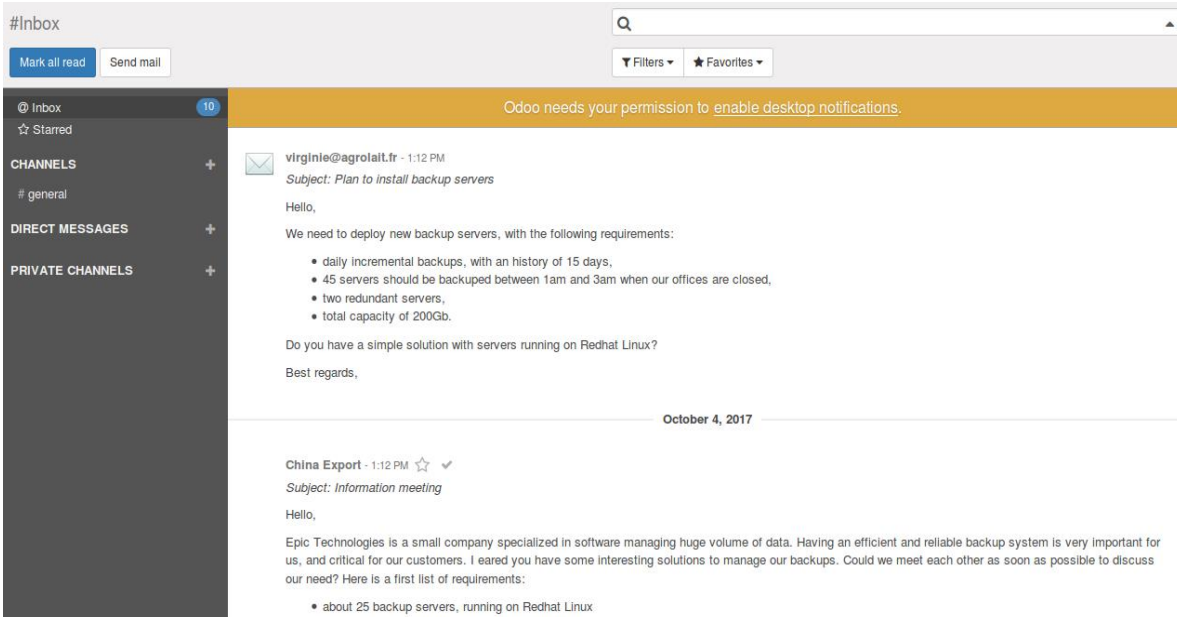 #Inbox
Mark all read
Send mail
Filters
Favorites
@ Inbox
10
Starred
CHANNELS
# general
DIRECT MESSAGES
PRIVATE CHANNELS
Odoo needs your permission to enable desktop notifications.
virginie@agrolait.fr - 1:12 PM
Subject: Plan to install backup servers
Hello,
We need to deploy new backup servers, with the following requirements:
• daily incremental backups, with an history of 15 days,
• 45 servers should be backuped between 1am and 3am when our offices are closed,
• two redundant servers,
• total capacity of 200Gb.
Do you have a simple solution with servers running on Redhat Linux?
Best regards,
October 4, 2017
China Export - 1:12 PM
Subject: Information meeting
Hello,
Epic Technologies is a small company specialized in software managing huge volume of data. Having an efficient and reliable backup system is very important for
us, and critical for our customers. I eared you have some interesting solutions to manage our backups. Could we meet each other as soon as possible to discuss
our need? Here is a first list of requirements:
• about 25 backup servers, running on Redhat Linux